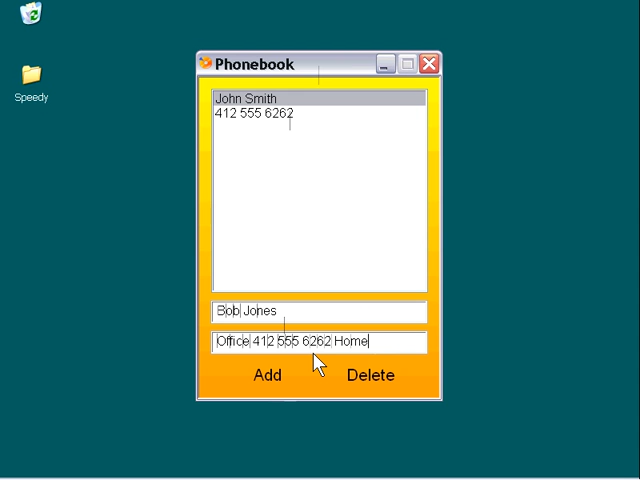 Speedy
Phonebook
John Smith
412 555 6262
Bob Jones
Office 412 555 6262 Home
Add Delete